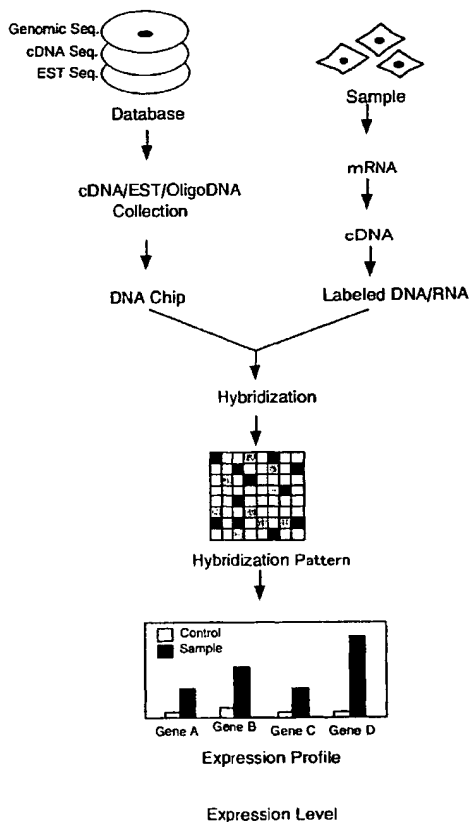 Genomic Seq.
cDNA Seq.
EST Seq.
Database
Sample
cDNA/EST/OligoDNA
Collection
mRNA
cDNA
DNA Chip
Labeled DNA/RNA
Hybridization
Hybridization Pattern
Control
Sample
Gene A Gene B Gene C Gene D
Expression Profile
Expression Level